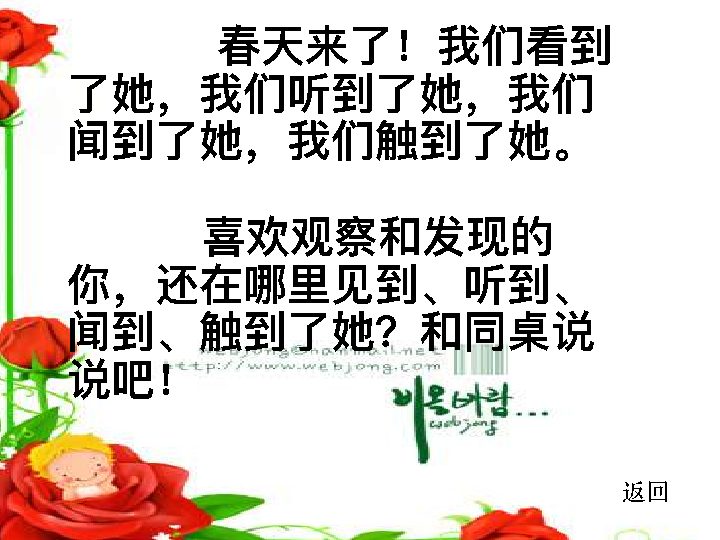 春天来了！我们看到
了她，我们听到了她，我们
闻到了她，我们触到了她。
喜欢观察和发现的
你，还在哪里见到、听到、
闻到、触到了她？和同桌说
webjong@hanmail.net
http://www.webjong.com
说吧！
비올바람...
webjong
返回